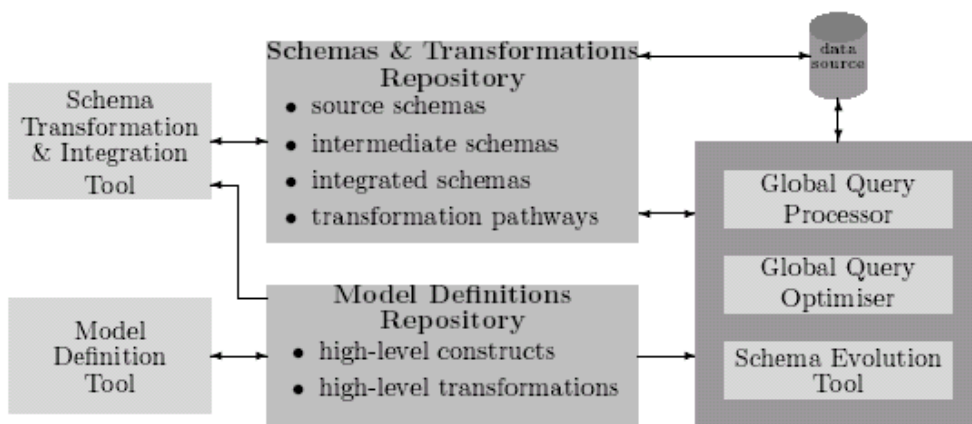 Schemas & Transformations
Repository
• source schemas
• intermediate schemas
• integrated schemas
• transformation pathways
data
source
Schema
Transformation
& Integration
Tool
Global Query
Processor
Global Query
Optimiser
Schema Evolution
Tool
Model Definitions
Repository
• high-level constructs
• high-level transformations
Model
Definition
Tool